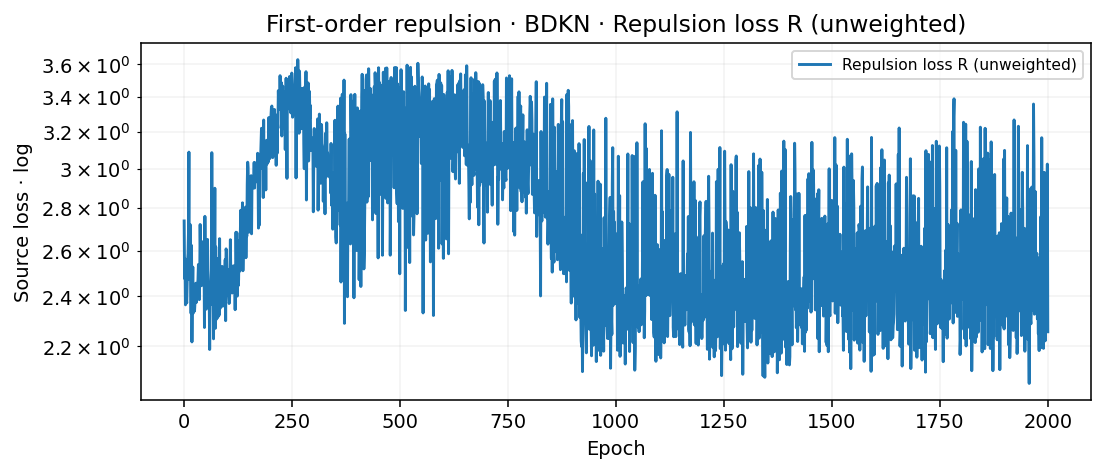 First-order repulsion · BDKN · Repulsion loss R (unweighted)
Repulsion loss R (unweighted)
Source loss · log
3.6 × 10⁰
3.4 × 10⁰
3.2 × 10⁰
3 × 10⁰
2.8 × 10⁰
2.6 × 10⁰
2.4 × 10⁰
2.2 × 10⁰
0 250 500 750 1000 1250 1500 1750 2000
Epoch